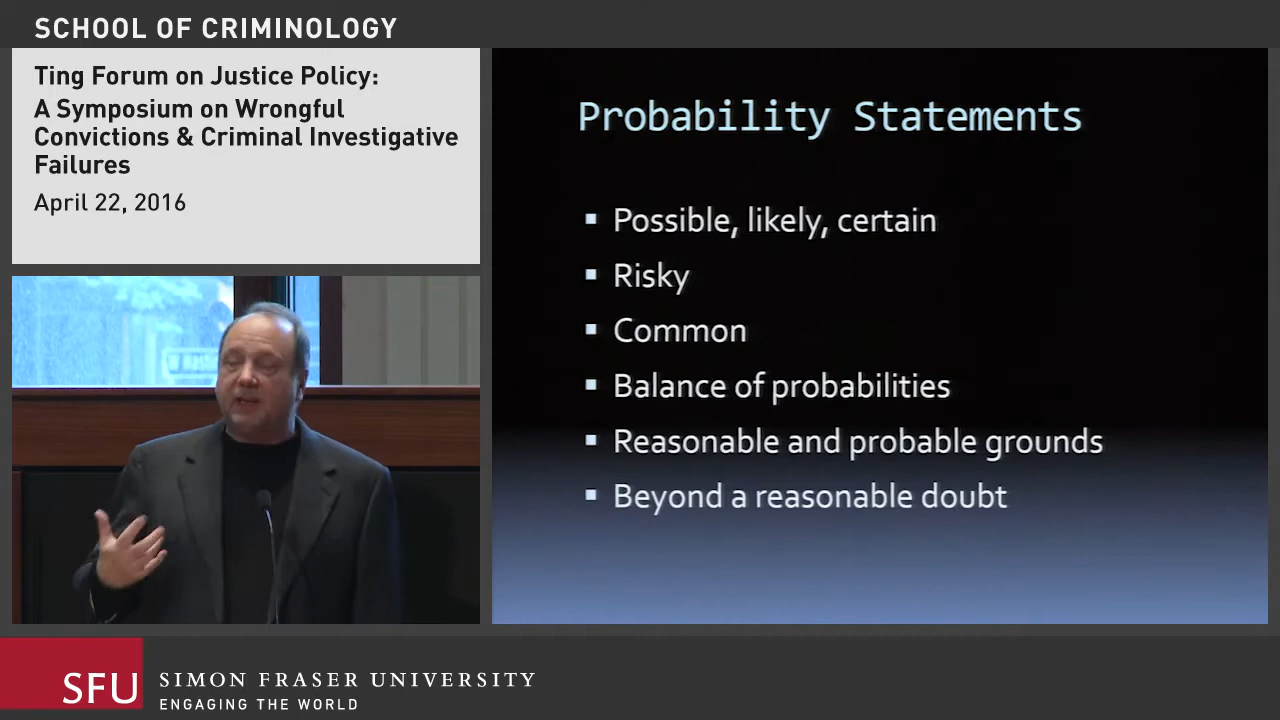 SCHOOL OF CRIMINOLOGY
Ting Forum on Justice Policy:
A Symposium on Wrongful
Convictions & Criminal Investigative
Failures
April 22, 2016
Probability Statements
Possible, likely, certain
Risky
Common
Balance of probabilities
Reasonable and probable grounds
Beyond a reasonable doubt
SFU
SIMON FRASER UNIVERSITY
ENGAGING THE WORLD